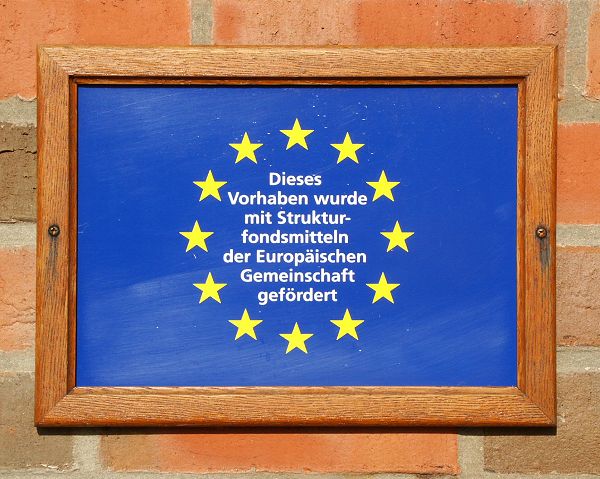 Dieses
Vorhaben wurde
mit Struktur-
fondsmitteln
der Europäischen
Gemeinschaft
gefördert